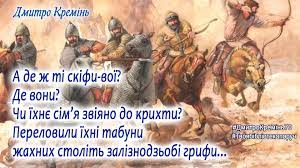 Дмитро Кремінь
А де ж ті скіфи-вої?
Де вони?
Чи їхнє сім'я звіяно до крихти?
Переловили їхні табуни
жахних століть залізнодзьобі грифи...
#ДмитроКремінь70